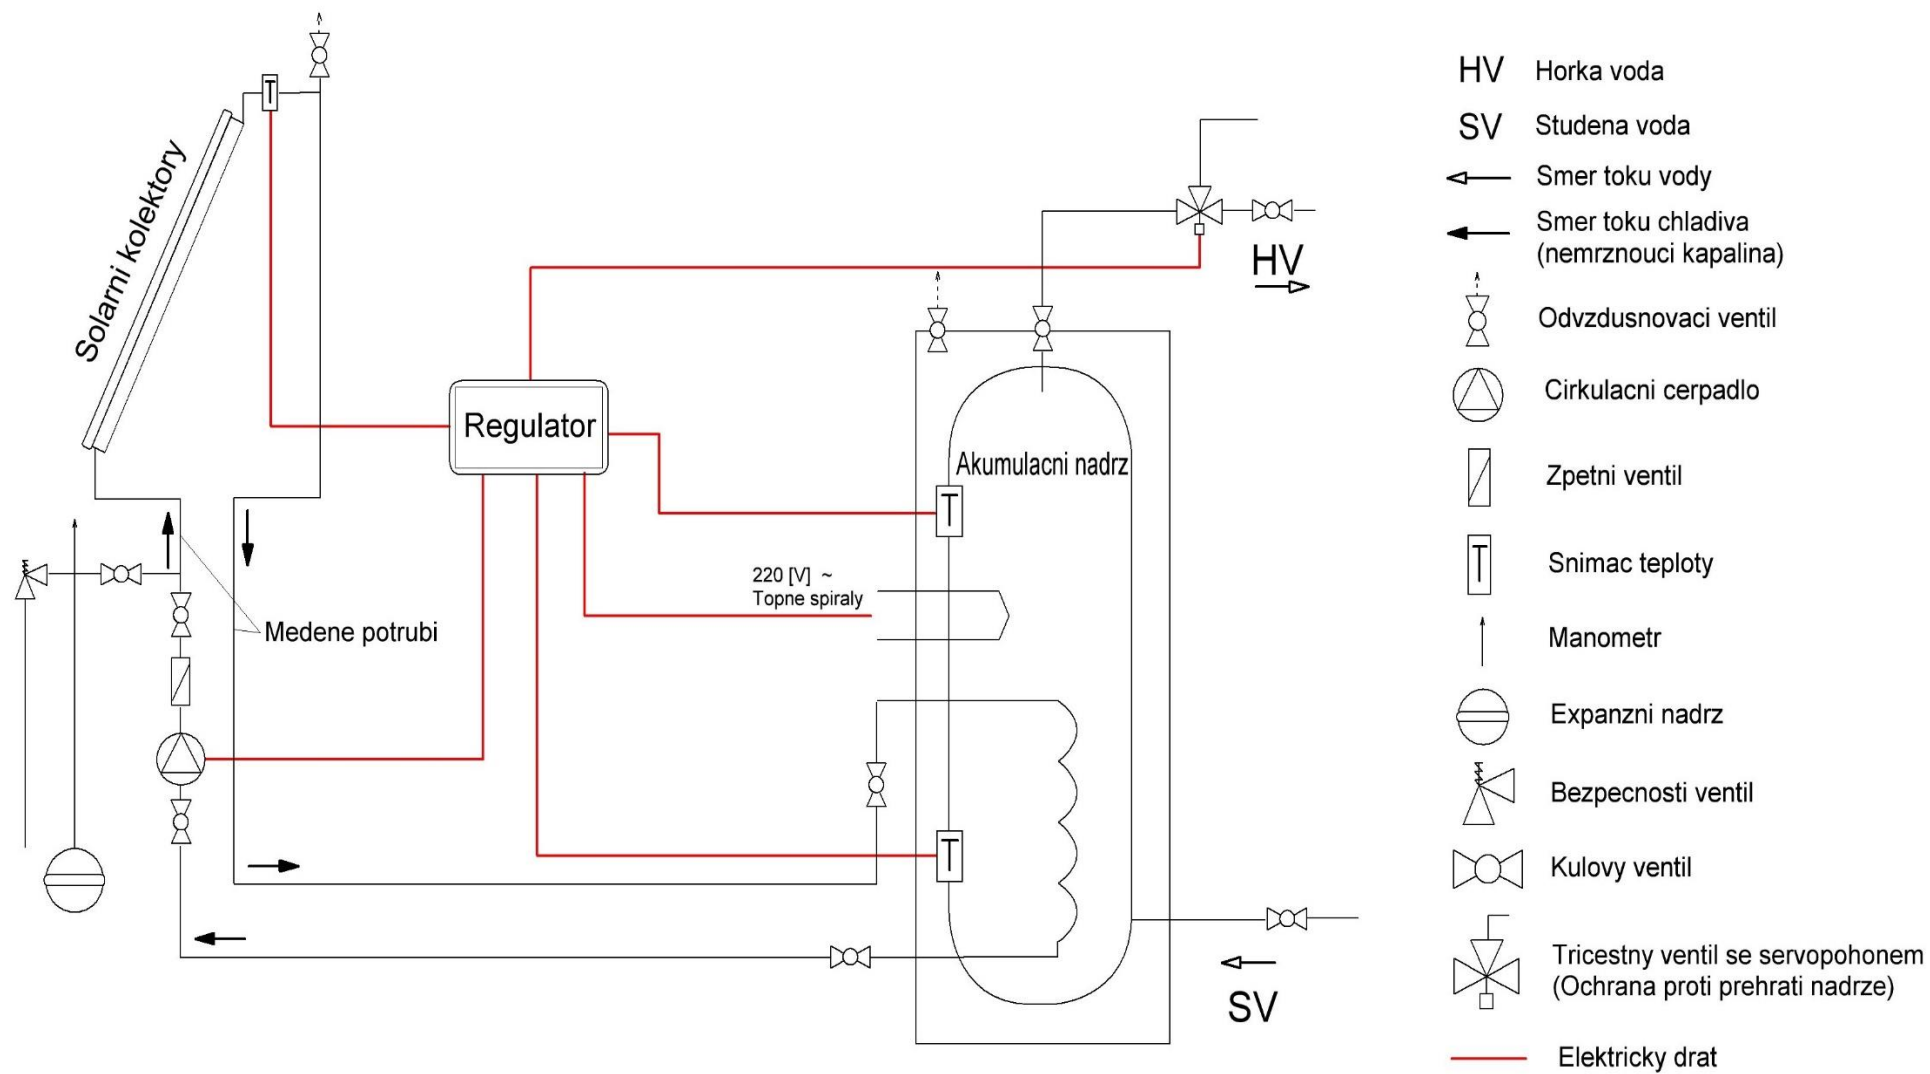 T
Solarni kolektory
HV
Regulator
Akumulacni nadrz
T
220 [V] ~
Topne spiraly
Medene potrubi
T
SV
HV Horka voda
SV Studena voda
Smer toku vody
Smer toku chladiva
(nemrznouci kapalina)
Odvzdusnovaci ventil
Cirkulacni cerpadlo
Zpetni ventil
T Snimac teploty
Manometr
Expanzni nadrz
Bezpecnosti ventil
Kulovy ventil
Tricestny ventil se servopohonem
(Ochrana proti prehrati nadrze)
Elektricky drat